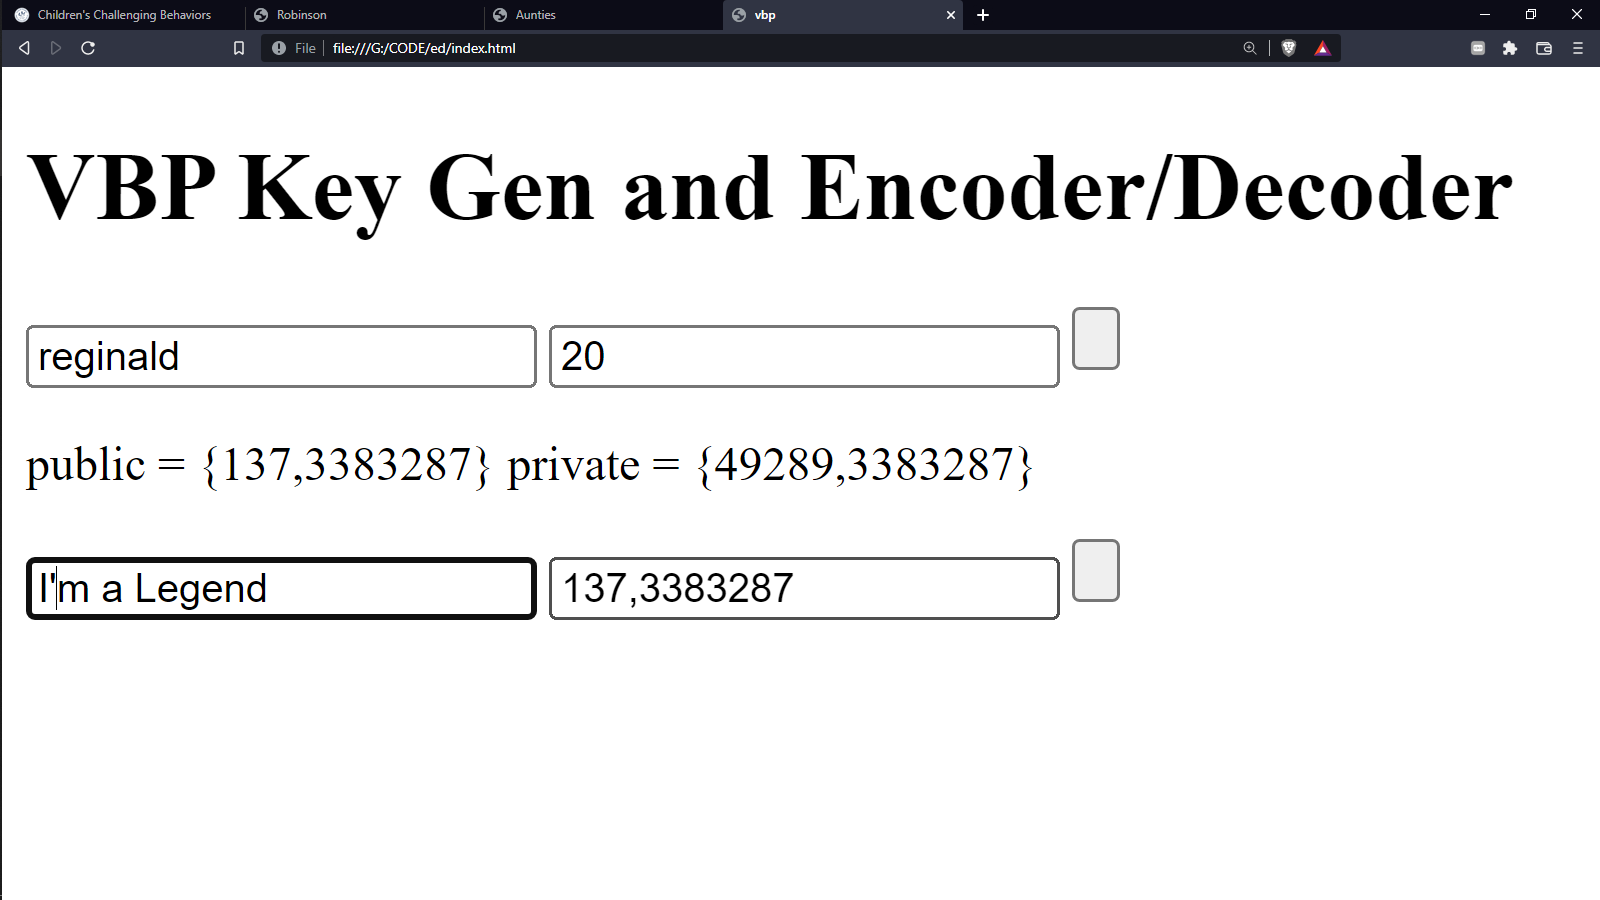 Children's Challenging Behaviors Robinson Aunties vbp
File file:///G:/CODE/ed/index.html
VBP Key Gen and Encoder/Decoder
reginald 20
public = {137,3383287} private = {49289,3383287}
I'm a Legend 137,3383287